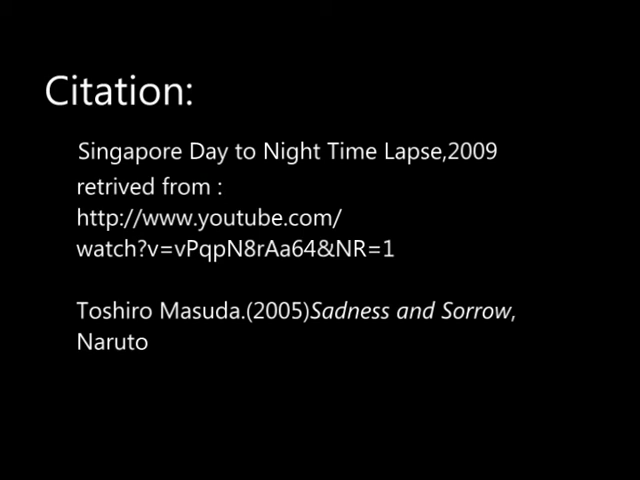 Citation:
Singapore Day to Night Time Lapse,2009
retrived from :
http://www.youtube.com/
watch?v=vPqpN8rAa64&NR=1
Toshiro Masuda.(2005)Sadness and Sorrow,
Naruto